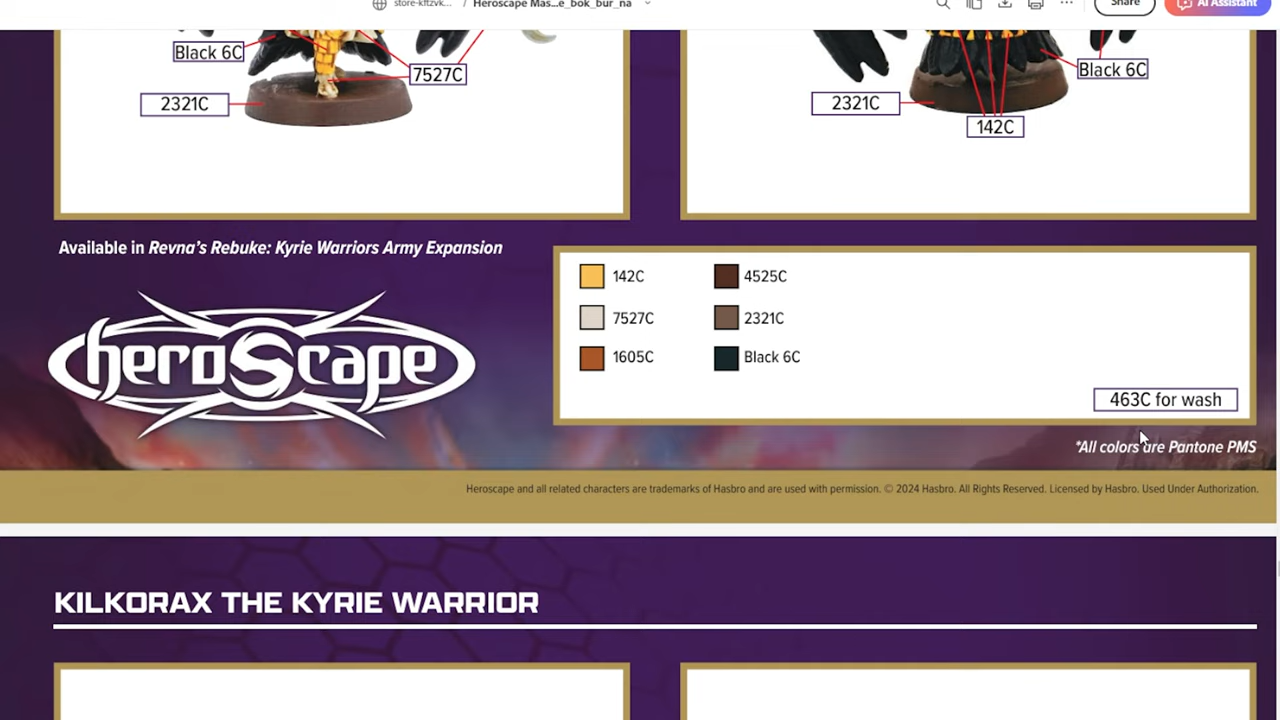 store-kftzvk...
/ Heroscape Mas...e_bok_bur_na
Share
AI Assistant
Black 6C
7527C
2321C
Black 6C
2321C
142C
Available in Revna's Rebuke: Kyrie Warriors Army Expansion
heroScape
142C
4525C
7527C
2321C
1605C
Black 6C
463C for wash
*All colors are Pantone PMS
Heroscape and all related characters are trademarks of Hasbro and are used with permission. © 2024 Hasbro. All Rights Reserved. Licensed by Hasbro. Used Under Authorization.
KILKORAX THE KYRIE WARRIOR